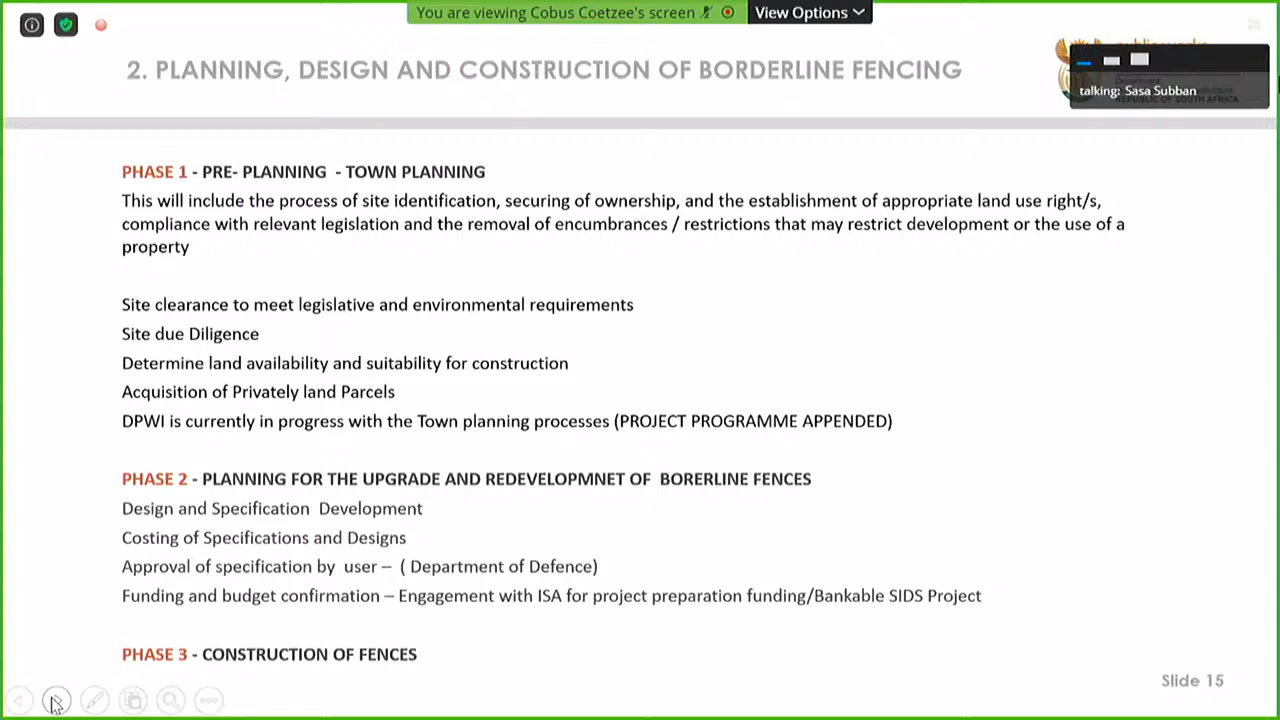 You are viewing Cobus Coetzee's screen
View Options
2. PLANNING, DESIGN AND CONSTRUCTION OF BORDERLINE FENCING
talking: Sasa Subban
REPUBLIC OF SOUTH AFRICA
PHASE 1 - PRE- PLANNING - TOWN PLANNING
This will include the process of site identification, securing of ownership, and the establishment of appropriate land use right/s,
compliance with relevant legislation and the removal of encumbrances / restrictions that may restrict development or the use of a
property
Site clearance to meet legislative and environmental requirements
Site due Diligence
Determine land availability and suitability for construction
Acquisition of Privately land Parcels
DPWI is currently in progress with the Town planning processes (PROJECT PROGRAMME APPENDED)
PHASE 2 - PLANNING FOR THE UPGRADE AND REDEVELOPMNET OF BORERLINE FENCES
Design and Specification Development
Costing of Specifications and Designs
Approval of specification by user – ( Department of Defence)
Funding and budget confirmation – Engagement with ISA for project preparation funding/Bankable SIDS Project
PHASE 3 - CONSTRUCTION OF FENCES
Slide 15